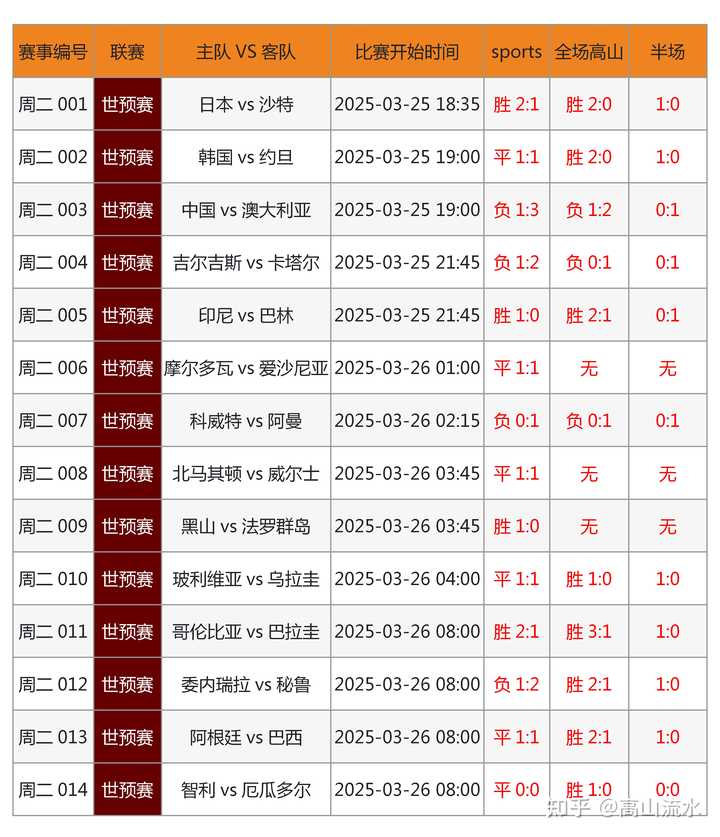 赛事编号 联赛 主队 VS 客队 比赛开始时间 sports 全场高山 半场
周二 001 世预赛 日本 vs 沙特 2025-03-25 18:35 胜 2:1 胜 2:0 1:0
周二 002 世预赛 韩国 vs 约旦 2025-03-25 19:00 平 1:1 胜 2:0 1:0
周二 003 世预赛 中国 vs 澳大利亚 2025-03-25 19:00 负 1:3 负 1:2 0:1
周二 004 世预赛 吉尔吉斯 vs 卡塔尔 2025-03-25 21:45 负 1:2 负 0:1 0:1
周二 005 世预赛 印尼 vs 巴林 2025-03-25 21:45 胜 1:0 胜 2:1 0:1
周二 006 世预赛 摩尔多瓦 vs 爱沙尼亚 2025-03-26 01:00 平 1:1 无 无
周二 007 世预赛 科威特 vs 阿曼 2025-03-26 02:15 负 0:1 负 0:1 0:1
周二 008 世预赛 北马其顿 vs 威尔士 2025-03-26 03:45 平 1:1 无 无
周二 009 世预赛 黑山 vs 法罗群岛 2025-03-26 03:45 胜 1:0 无 无
周二 010 世预赛 玻利维亚 vs 乌拉圭 2025-03-26 04:00 平 1:1 胜 1:0 1:0
周二 011 世预赛 哥伦比亚 vs 巴拉圭 2025-03-26 08:00 胜 2:1 胜 3:1 1:0
周二 012 世预赛 委内瑞拉 vs 秘鲁 2025-03-26 08:00 负 1:2 胜 2:1 1:0
周二 013 世预赛 阿根廷 vs 巴西 2025-03-26 08:00 平 1:1 胜 2:1 1:0
周二 014 世预赛 智利 vs 厄瓜多尔 2025-03-26 08:00 平 0:0 胜 1:0 0:0
知乎 @高山流水